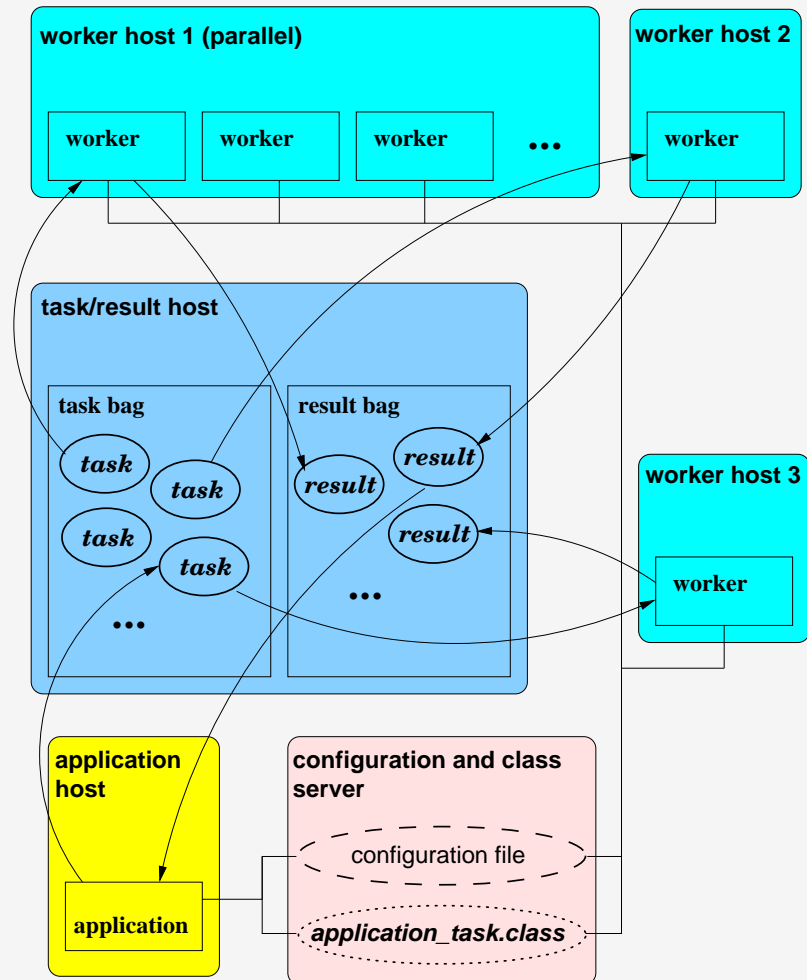 worker host 1 (parallel)
worker
worker
worker
...
worker host 2
worker
task/result host
task bag
task
task
task
task
...
result bag
result
result
result
...
worker host 3
worker
application
host
application
configuration and class
server
configuration file
application_task.class